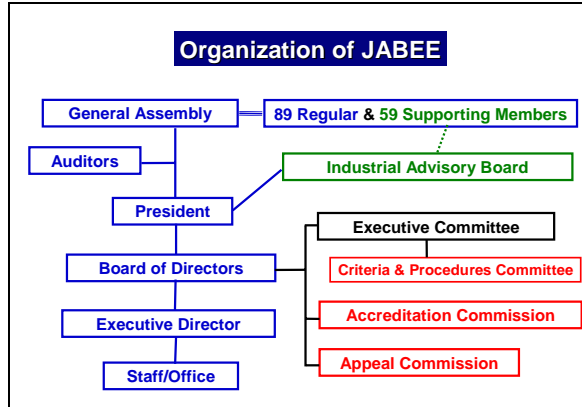 Organization of JABEE
General Assembly
89 Regular & 59 Supporting Members
Auditors
Industrial Advisory Board
President
Executive Committee
Board of Directors
Criteria & Procedures Committee
Executive Director
Accreditation Commission
Appeal Commission
Staff/Office